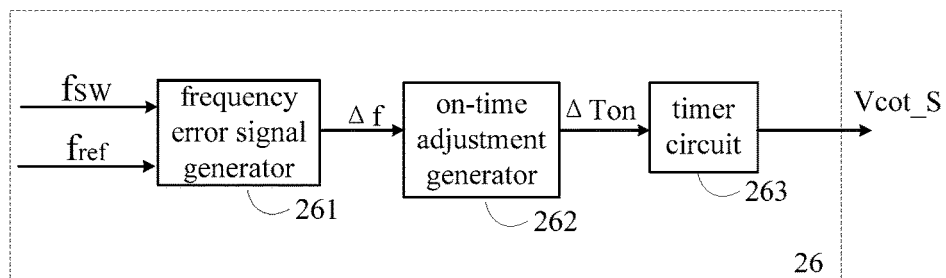 fsw
fref
frequency
error signal
generator
261
Δ f
on-time
adjustment
generator
262
Δ Ton
timer
circuit
263
Vcot_S
26